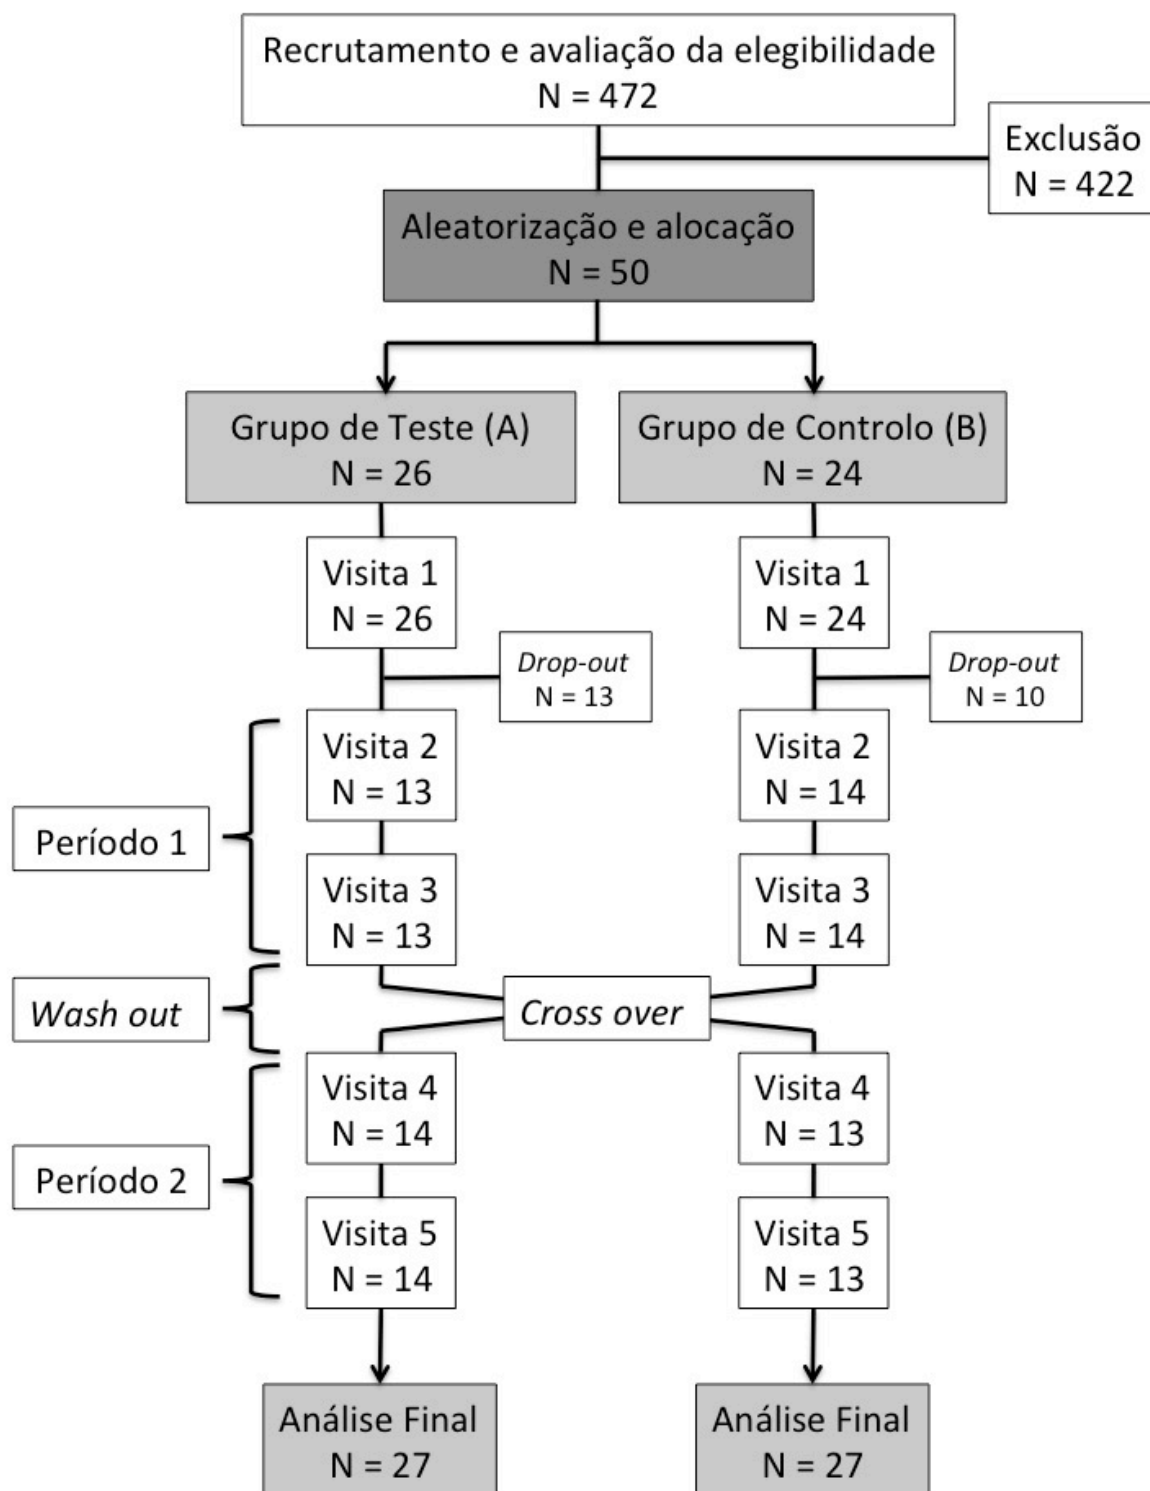 Recrutamento e avaliação da elegibilidade
N = 472
Exclusão
N = 422
Aleatorização e alocação
N = 50
Grupo de Teste (A)
N = 26
Grupo de Controlo (B)
N = 24
Visita 1
N = 26
Visita 1
N = 24
Drop-out
N = 13
Drop-out
N = 10
Visita 2
N = 13
Visita 2
N = 14
Período 1
Visita 3
N = 13
Visita 3
N = 14
Wash out
Cross over
Visita 4
N = 14
Visita 4
N = 13
Período 2
Visita 5
N = 14
Visita 5
N = 13
Análise Final
N = 27
Análise Final
N = 27